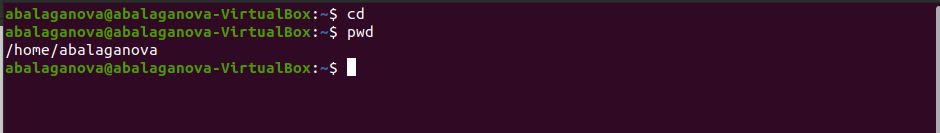 abalaganova@abalaganova-VirtualBox:~$ cd
abalaganova@abalaganova-VirtualBox:~$ pwd
/home/abalaganova
abalaganova@abalaganova-VirtualBox:~$